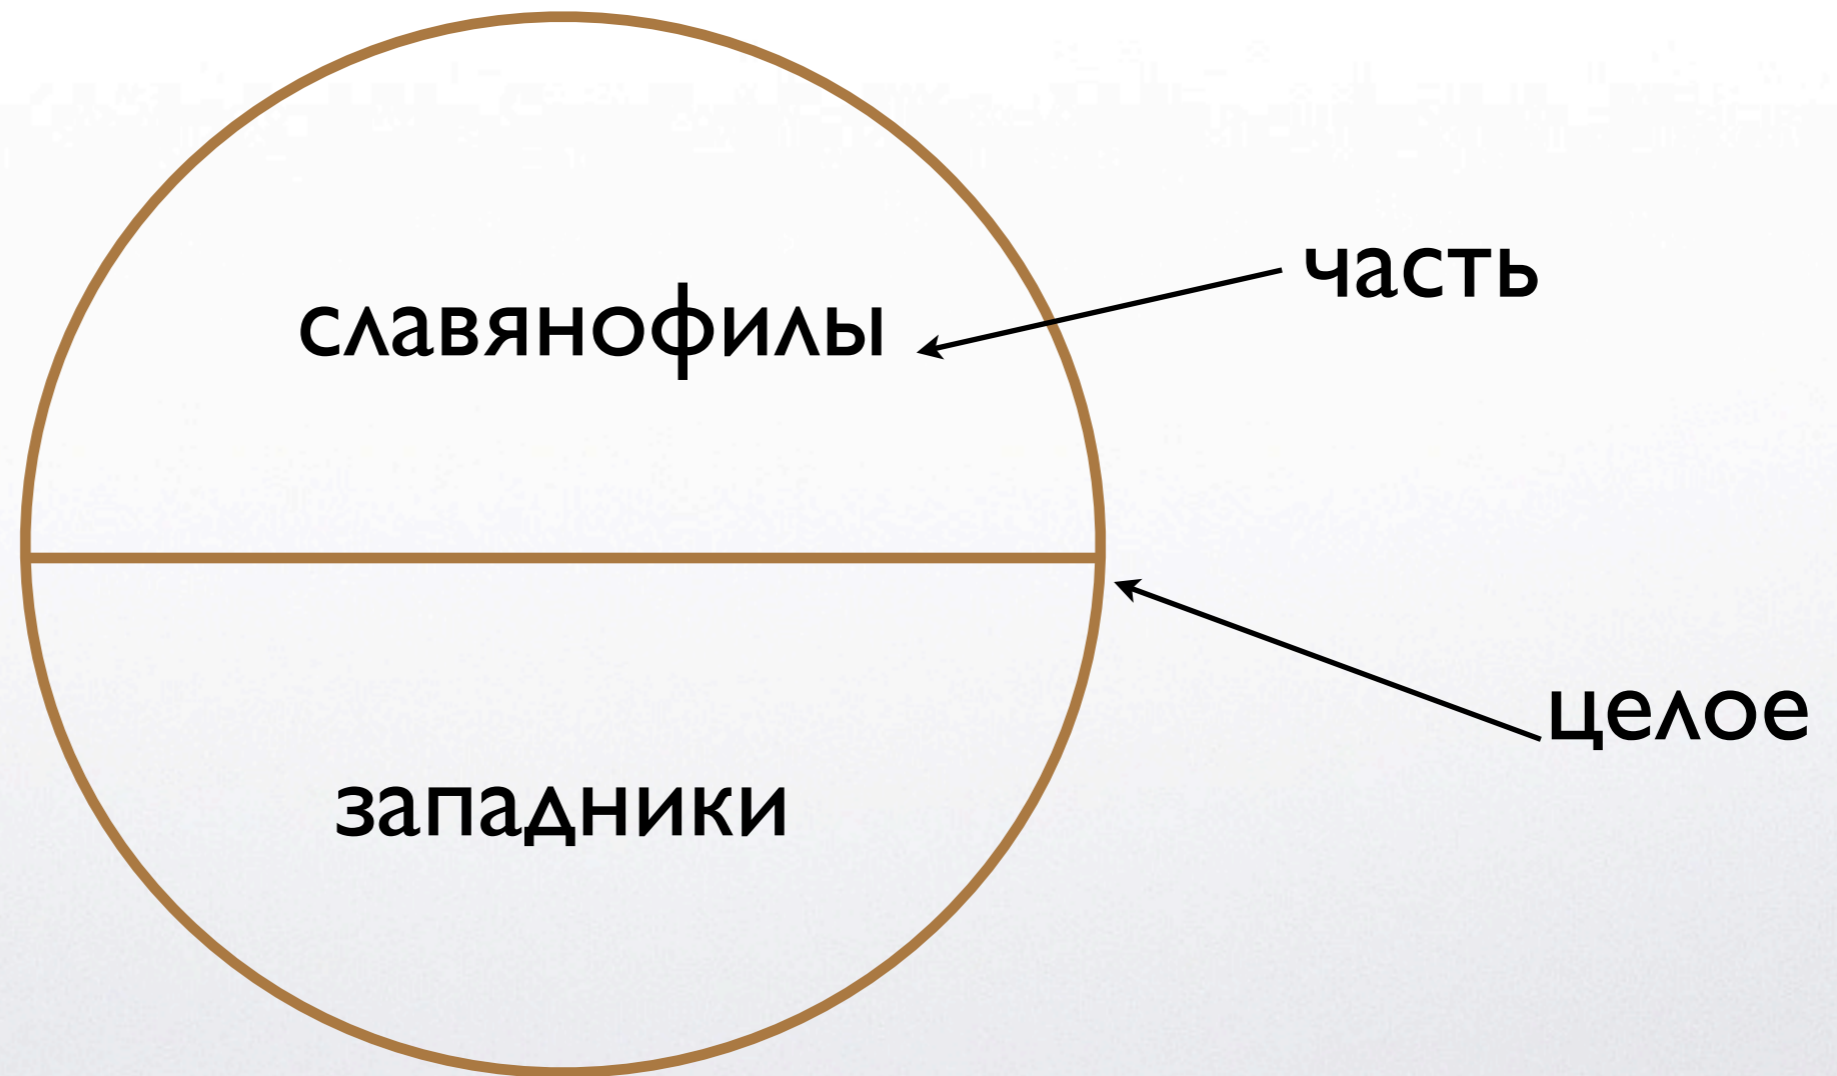 часть
славянофилы
целое
западники